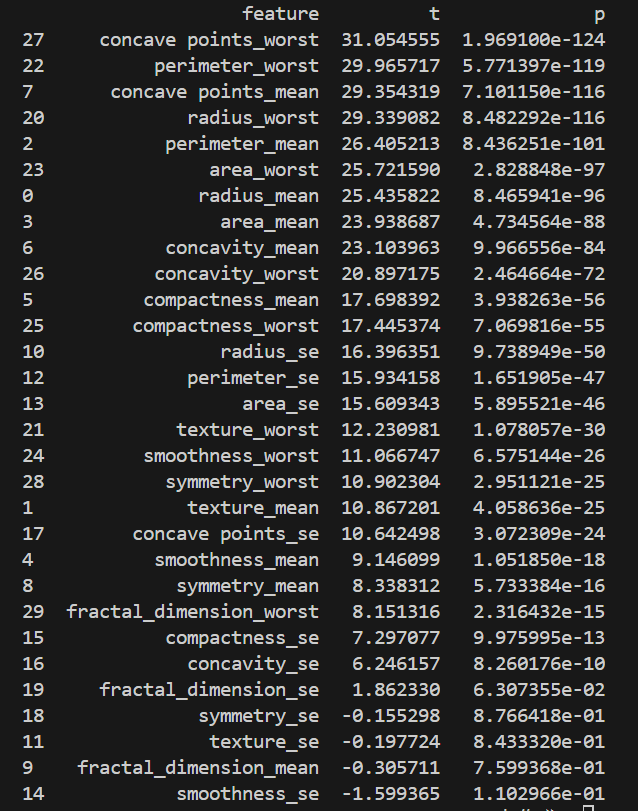 feature t p
27 concave points_worst 31.054555 1.969100e-124
22 perimeter_worst 29.965717 5.771397e-119
7 concave points_mean 29.354319 7.101150e-116
20 radius_worst 29.339082 8.482292e-116
2 perimeter_mean 26.405213 8.436251e-101
23 area_worst 25.721590 2.828848e-97
0 radius_mean 25.435822 8.465941e-96
3 area_mean 23.938687 4.734564e-88
6 concavity_mean 23.103963 9.966556e-84
26 concavity_worst 20.897175 2.464664e-72
5 compactness_mean 17.698392 3.938263e-56
25 compactness_worst 17.445374 7.069816e-55
10 radius_se 16.396351 9.738949e-50
12 perimeter_se 15.934158 1.651905e-47
13 area_se 15.609343 5.895521e-46
21 texture_worst 12.230981 1.078057e-30
24 smoothness_worst 11.066747 6.575144e-26
28 symmetry_worst 10.902304 2.951121e-25
1 texture_mean 10.867201 4.058636e-25
17 concave points_se 10.642498 3.072309e-24
4 smoothness_mean 9.146099 1.051850e-18
8 symmetry_mean 8.338312 5.733384e-16
29 fractal_dimension_worst 8.151316 2.316432e-15
15 compactness_se 7.297077 9.975995e-13
16 concavity_se 6.246157 8.260176e-10
19 fractal_dimension_se 1.862330 6.307355e-02
18 symmetry_se -0.155298 8.766418e-01
11 texture_se -0.197724 8.433320e-01
9 fractal_dimension_mean -0.305711 7.599368e-01
14 smoothness_se -1.599365 1.102966e-01